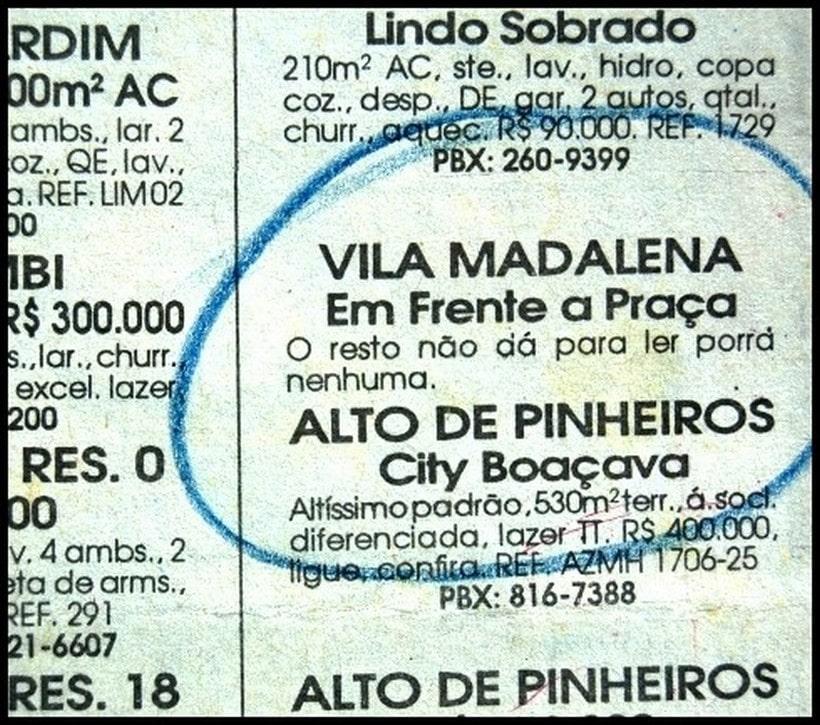 RDIM
00m² AC
ambs., lar. 2
oz., QE, lav.,
a. REF. LIM02
00
IBI
R$ 300.000
s., lar., churr.,
excel. lazer
200
RES. 0
00
v. 4 ambs., 2
eta de arms.,
REF. 291
21-6607
RES. 18
Lindo Sobrado
210m² AC, ste., lav., hidro, copa
coz., desp., DE, gar. 2 autos, qtal.,
churr., aquec. R$ 90.000. REF. 1729
PBX: 260-9399
VILA MADALENA
Em Frente a Praça
O resto não dá para ler porra
nenhuma.
ALTO DE PINHEIROS
City Boaçava
Altíssimo padrão, 530m² terr., á. socl.
diferenciada, lazer TT. R$ 400.000,
ligue, confira. REF. AZMH 1706-25
PBX: 816-7388
ALTO DE PINHEIROS